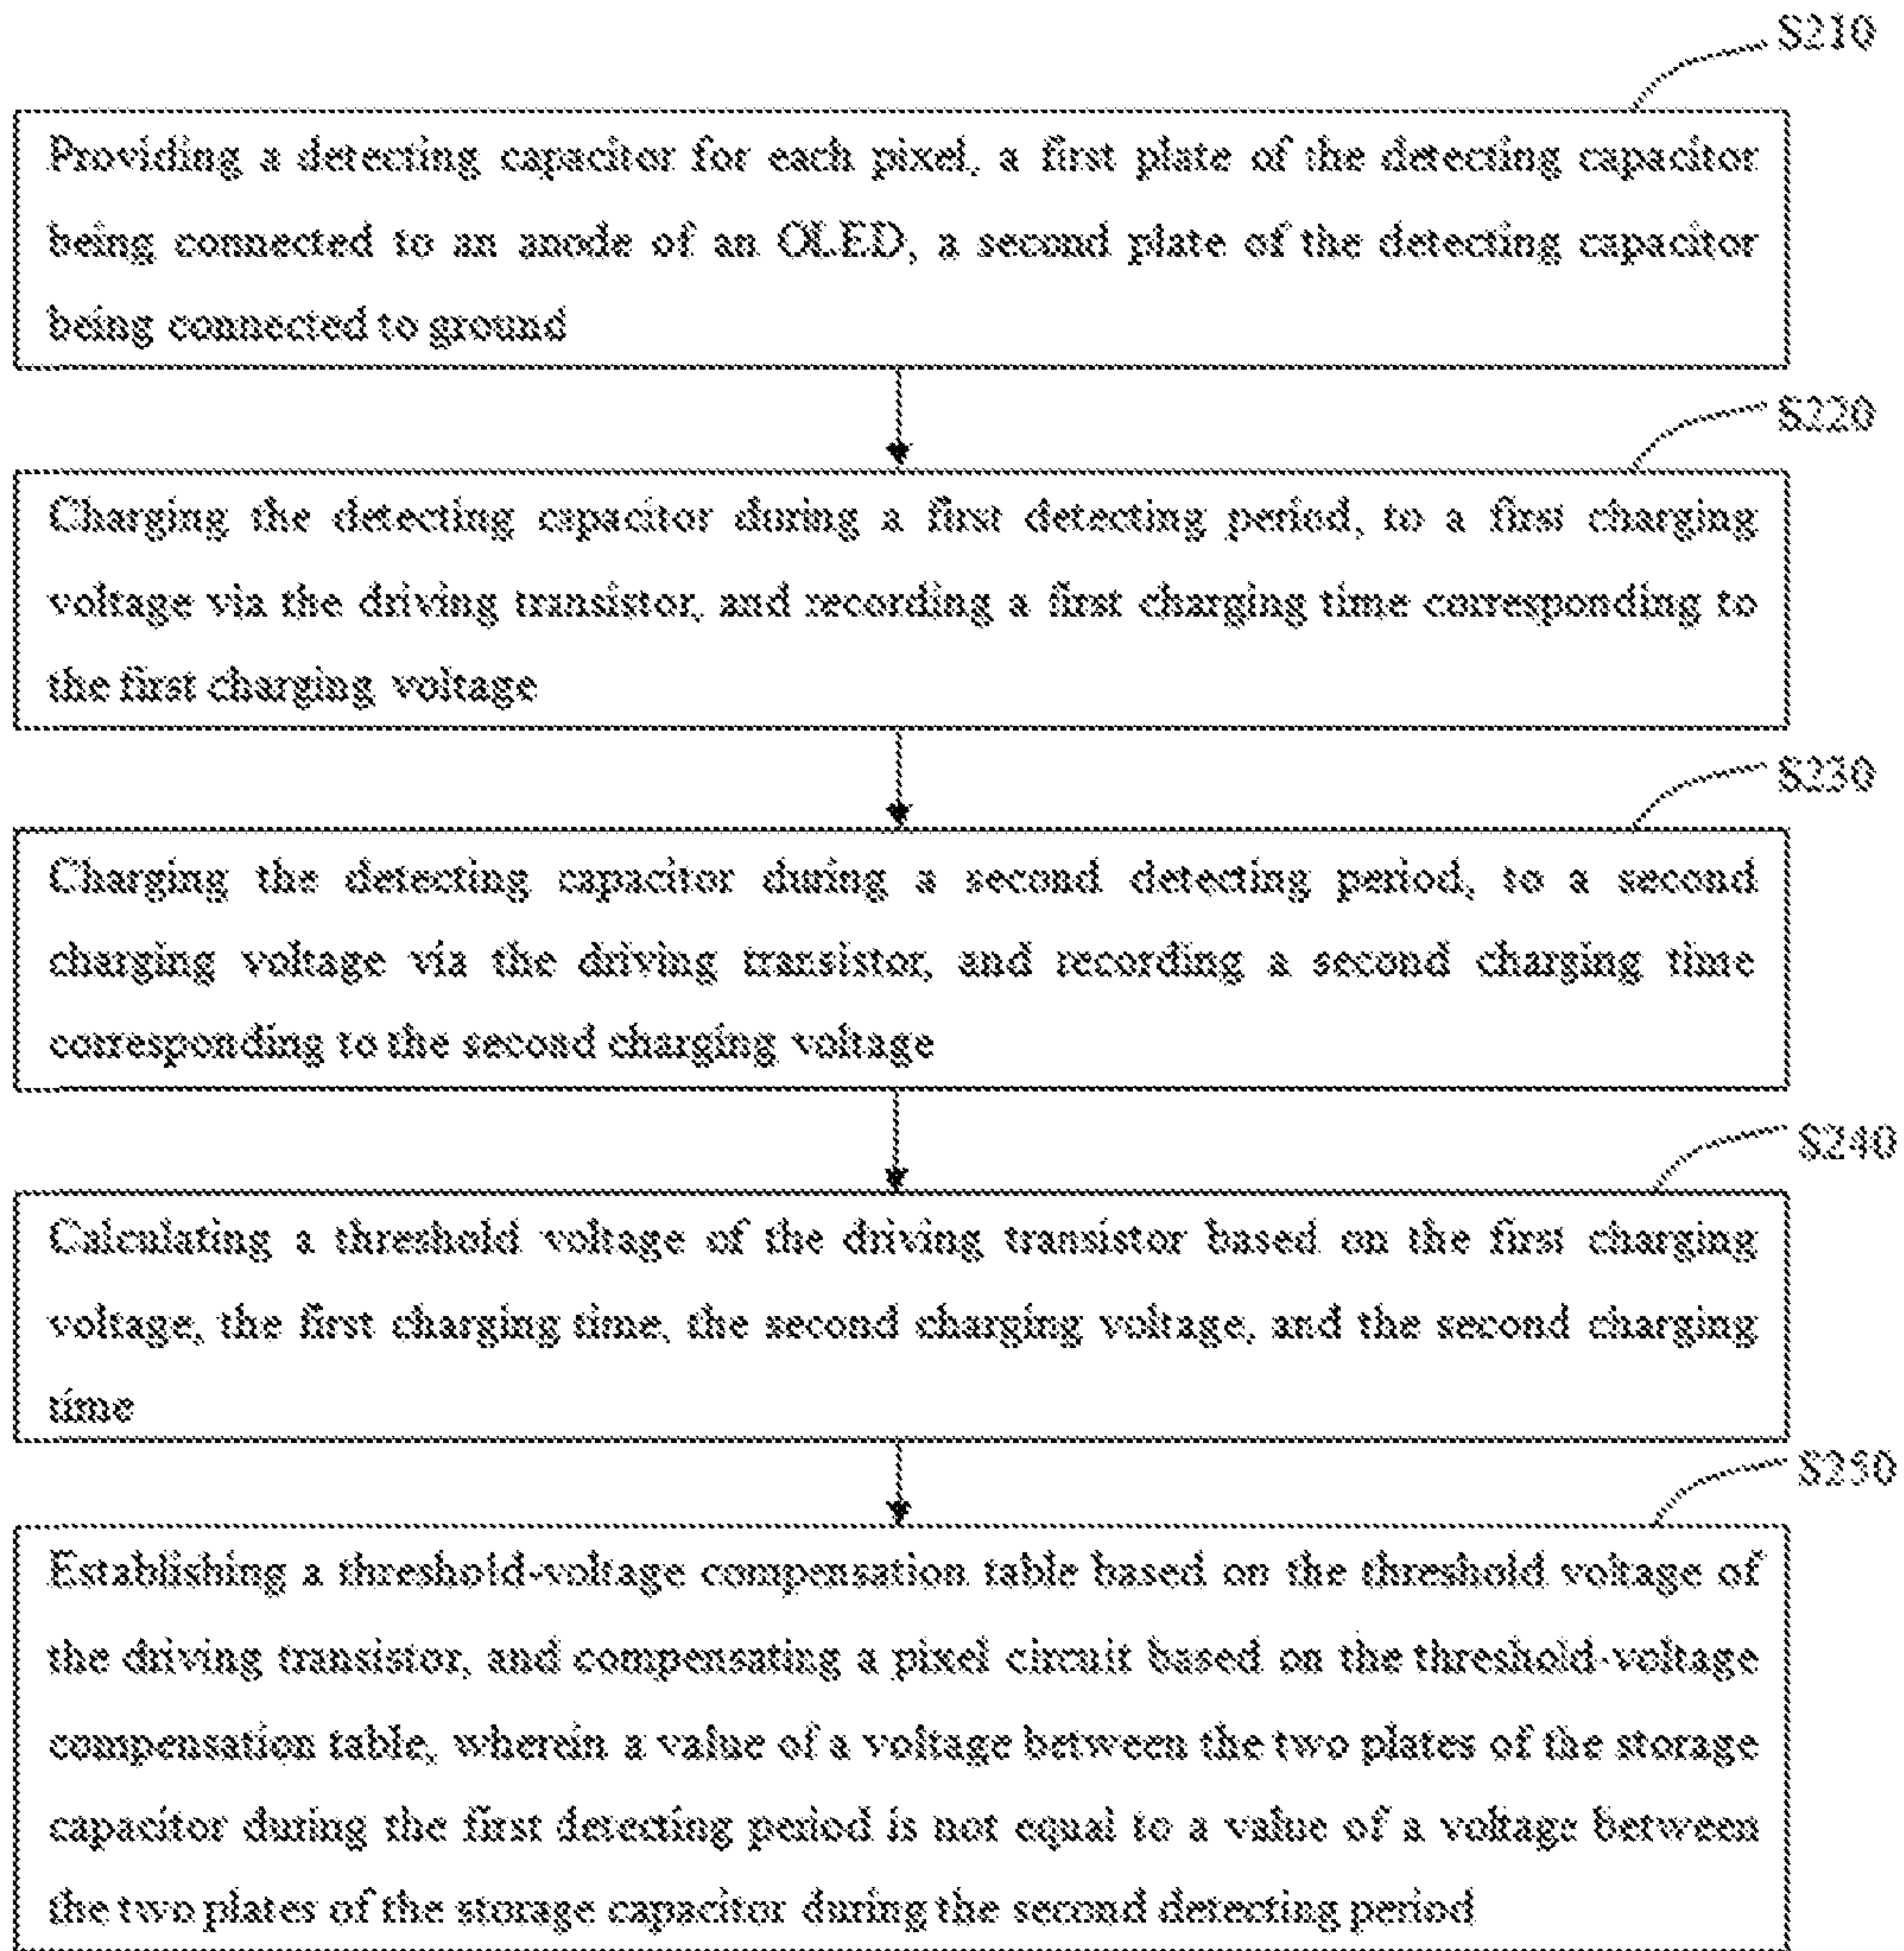 S210
Providing a detecting capacitor for each pixel, a first plate of the detecting capacitor
being connected to an anode of an OLED, a second plate of the detecting capacitor
being connected to ground
S220
Charging the detecting capacitor during a first detecting period, to a first charging
voltage via the driving transistor, and recording a first charging time corresponding to
the first charging voltage
S230
Charging the detecting capacitor during a second detecting period, to a second
charging voltage via the driving transistor, and recording a second charging time
corresponding to the second charging voltage
S240
Calculating a threshold voltage of the driving transistor based on the first charging
voltage, the first charging time, the second charging voltage, and the second charging
time
S250
Establishing a threshold-voltage compensation table based on the threshold voltage of
the driving transistor, and compensating a pixel circuit based on the threshold-voltage
compensation table, wherein a value of a voltage between the two plates of the storage
capacitor during the first detecting period is not equal to a value of a voltage between
the two plates of the storage capacitor during the second detecting period